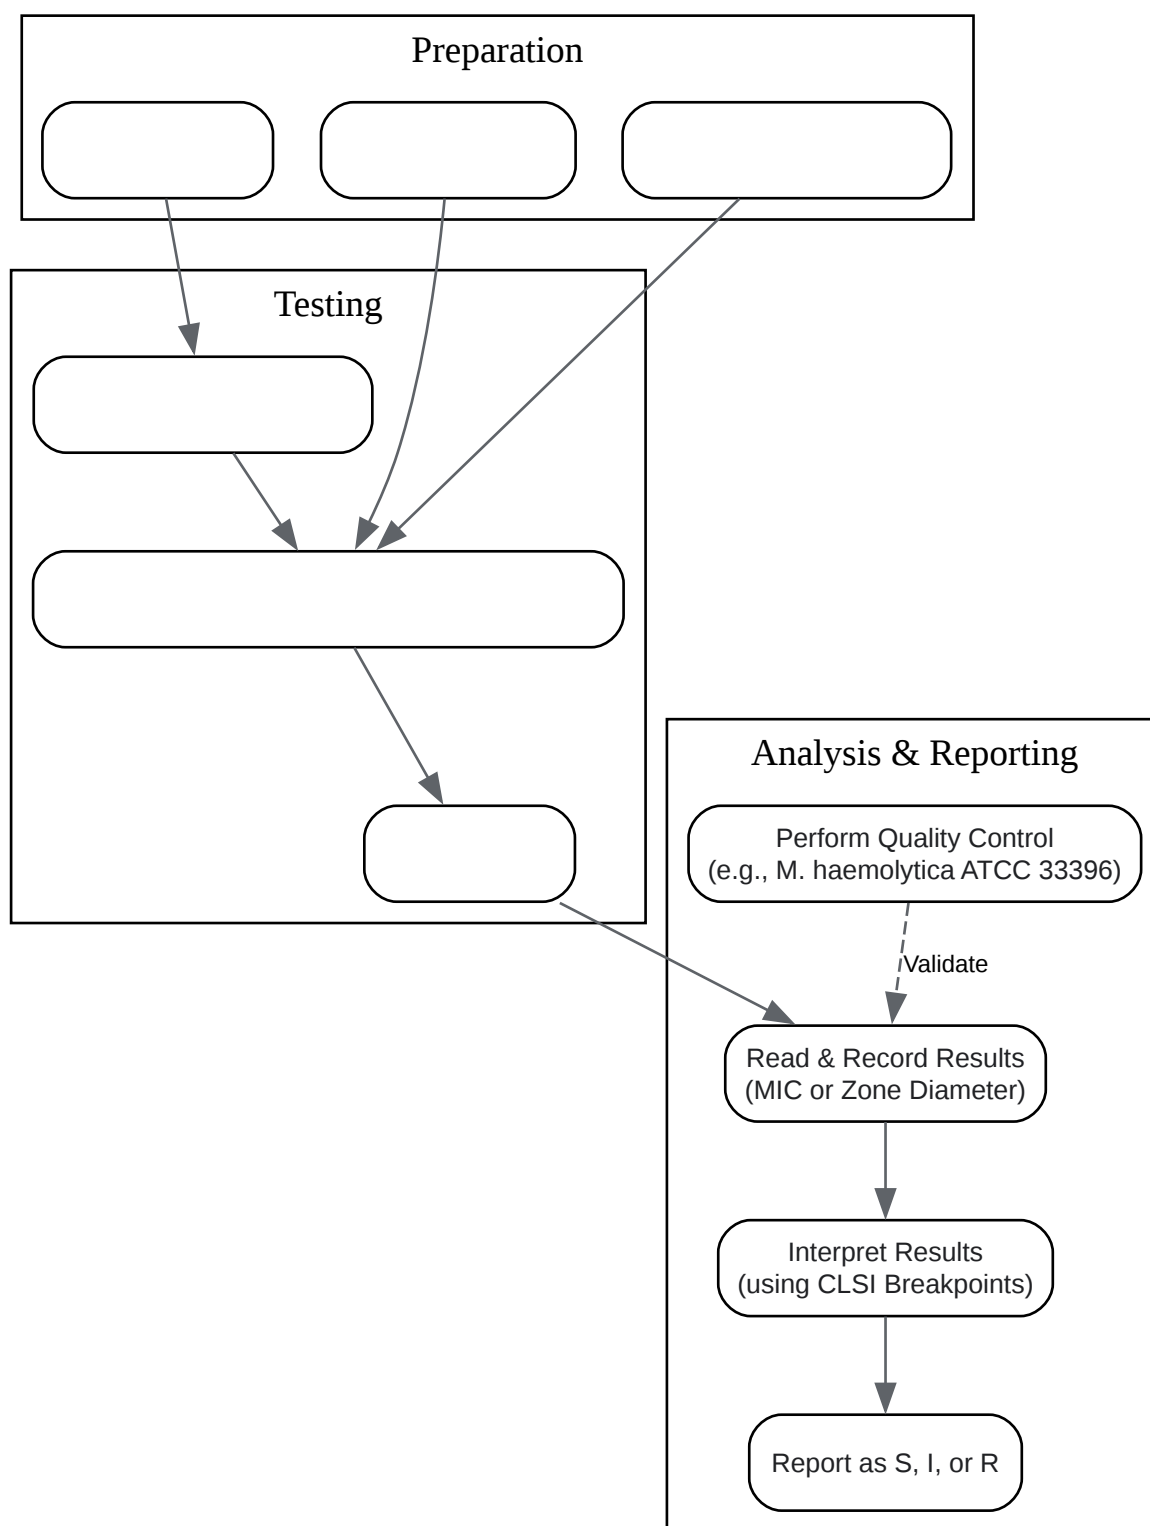 Preparation
Testing
Analysis & Reporting
Perform Quality Control
(e.g., M. haemolytica ATCC 33396)
Validate
Read & Record Results
(MIC or Zone Diameter)
Interpret Results
(using CLSI Breakpoints)
Report as S, I, or R